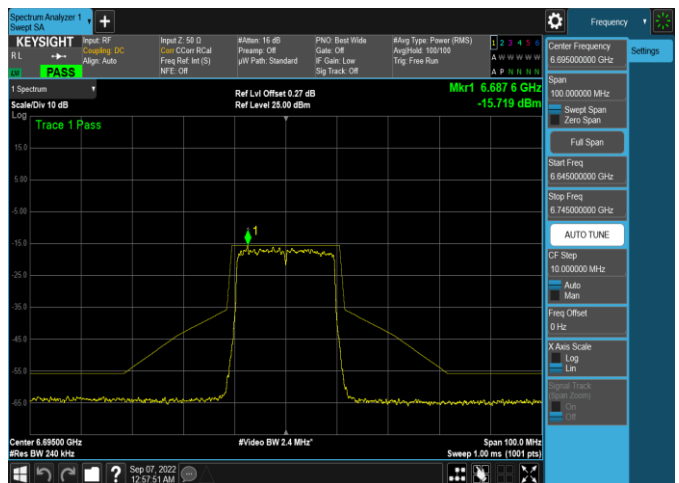 Spectrum Analyzer 1
Swept SA
+
Frequency
KEYSIGHT
RL
LXI
PASS
Input: RF
Coupling: DC
Align: Auto
Input Z: 50 Ω
Corr CCorr RCal
Freq Ref: Int (S)
NFE: Off
#Atten: 16 dB
Preamp: Off
µW Path: Standard
PNO: Best Wide
Gate: Off
IF Gain: Low
Sig Track: Off
#Avg Type: Power (RMS)
Avg|Hold: 100/100
Trig: Free Run
1 2 3 4 5 6
A W W W W W
A P N N N N
1 Spectrum
Scale/Div 10 dB
Ref Lvl Offset 0.27 dB
Ref Level 25.00 dBm
Mkr1 6.687 6 GHz
-15.719 dBm
Log
Trace 1 Pass
15.0
5.00
-5.00
-15.0
-25.0
-35.0
-45.0
-55.0
-65.0
1
Center 6.69500 GHz
#Res BW 240 kHz
#Video BW 2.4 MHz*
Span 100.0 MHz
Sweep 1.00 ms (1001 pts)
Sep 07, 2022
12:57:51 AM
Center Frequency
6.695000000 GHz
Span
100.000000 MHz
Swept Span
Zero Span
Full Span
Start Freq
6.645000000 GHz
Stop Freq
6.745000000 GHz
AUTO TUNE
CF Step
10.000000 MHz
Auto
Man
Freq Offset
0 Hz
X Axis Scale
Log
Lin
Signal Track
(Span Zoom)
On
Off
Settings